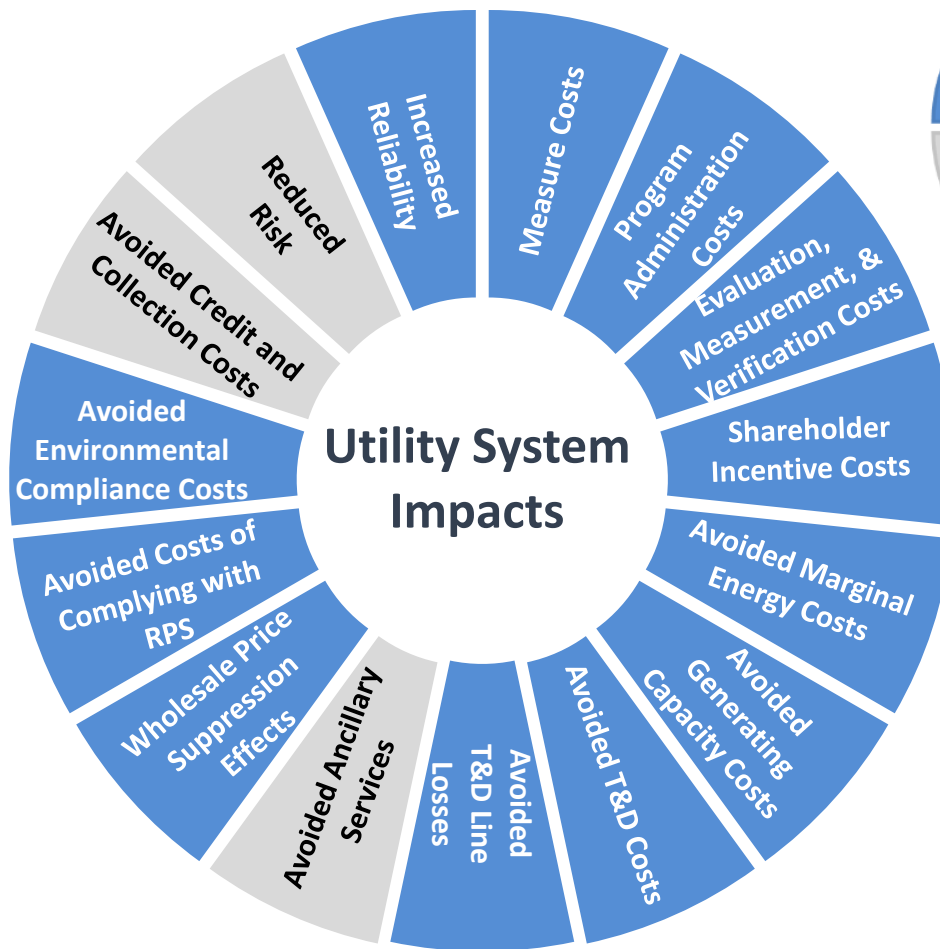 Utility System
Impacts
Measure Costs
Program
Administration
Costs
Evaluation,
Measurement, &
Verification Costs
Shareholder
Incentive Costs
Avoided Marginal
Energy Costs
Avoided
Generating
Capacity Costs
Avoided T&D Costs
Avoided
T&D Line
Losses
Avoided Ancillary
Services
Wholesale Price
Suppression
Effects
Avoided Costs of
Complying with
RPS
Avoided
Environmental
Compliance Costs
Avoided Credit and
Collection Costs
Reduced
Risk
Increased
Reliability